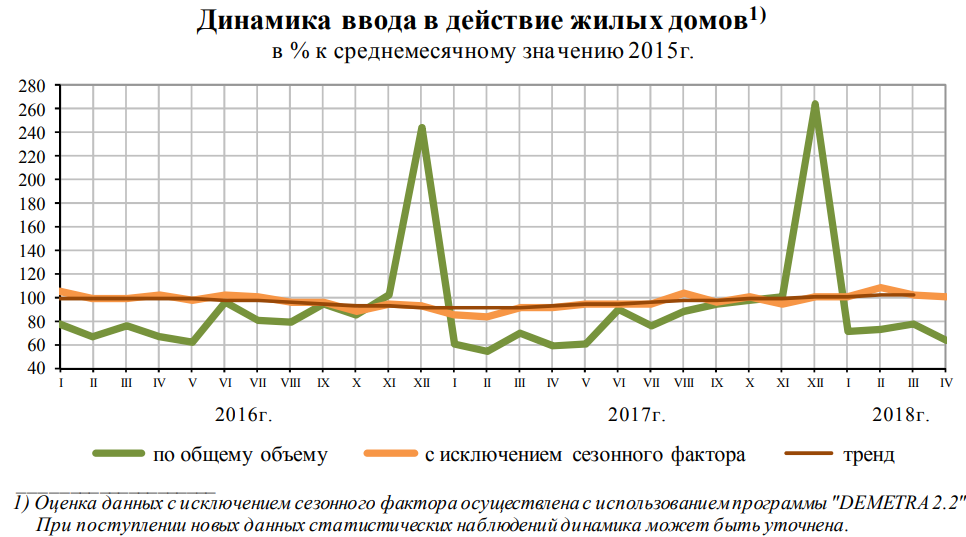 Динамика ввода в действие жилых домов1)
в % к среднемесячному значению 2015г.
280
260
240
220
200
180
160
140
120
100
80
60
40
I II III IV V VI VII VIII IX X XI XII I II III IV V VI VII VIII IX X XI XII I II III IV
2016г. 2017г. 2018г.
по общему объему с исключением сезонного фактора тренд
1) Оценка данных с исключением сезонного фактора осуществлена с использованием программы "DEMETRA 2.2"
При поступлении новых данных статистических наблюдений динамика может быть уточнена.